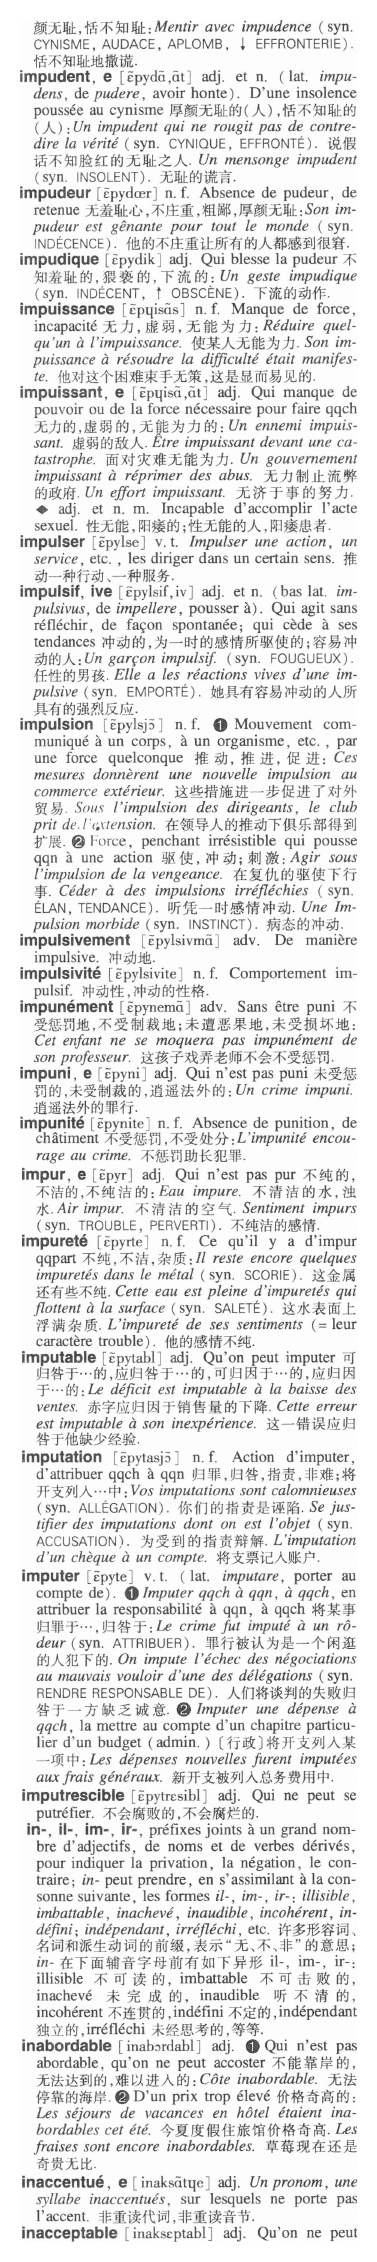 颜无耻,恬不知耻:Mentir avec impudence (syn.
CYNISME, AUDACE, APLOMB, ↓ EFFRONTERIE).
恬不知耻地撒谎.
impudent, e [ɛ̃pydɑ̃,ɑ̃t] adj. et n. (lat. impu-
dens, de pudere, avoir honte). D'une insolence
poussée au cynisme 厚颜无耻的(人),恬不知耻的
(人):Un impudent qui ne rougit pas de contre-
dire la vérité (syn. CYNIQUE, EFFRONTÉ). 说假
话不知脸红的无耻之人. Un mensonge impudent
(syn. INSOLENT). 无耻的谎言.
impudeur [ɛ̃pydœr] n.f. Absence de pudeur, de
retenue 无羞耻心,不庄重,粗鄙,厚颜无耻:Son im-
pudeur est gênante pour tout le monde (syn.
INDÉCENCE). 他的不庄重让所有的人都感到很窘.
impudique [ɛ̃pydik] adj. Qui blesse la pudeur 不
知羞耻的,猥亵的,下流的: Un geste impudique
(syn. INDÉCENT, ↑ OBSCÈNE). 下流的动作.
impuissance [ɛ̃pɥisɑ̃s] n.f. Manque de force,
incapacité 无力,虚弱,无能为力: Réduire quel-
qu'un à l'impuissance. 使某人无能为力. Son im-
puissance à résoudre la difficulté était manifes-
te. 他对这个困难束手无策,这是显而易见的.
impuissant, e [ɛ̃pɥisɑ̃,ɑ̃t] adj. Qui manque de
pouvoir ou de la force nécessaire pour faire qqch
无力的,虚弱的,无能为力的: Un ennemi impuis-
sant. 虚弱的敌人. Être impuissant devant une ca-
tastrophe. 面对灾难无能为力. Un gouvernement
impuissant à réprimer des abus. 无力制止流弊
的政府. Un effort impuissant. 无济于事的努力.
◆ adj. et n. m. Incapable d'accomplir l'acte
sexuel. 性无能,阳痿的;性无能的人,阳痿患者.
impulser [ɛ̃pylse] v.t. Impulser une action, un
service, etc., les diriger dans un certain sens. 推
动一种行动、一种服务.
impulsif, ive [ɛ̃pylsif,iv] adj. et n. (bas lat. im-
pulsivus, de impellere, pousser à). Qui agit sans
réfléchir, de façon spontanée; qui cède à ses
tendances 冲动的,为一时的感情所驱使的;容易冲
动的人:Un garçon impulsif. (syn. FOUGUEUX).
任性的男孩. Elle a les réactions vives d'une im-
pulsive (syn. EMPORTÉ). 她具有容易冲动的人所
具有的强烈反应.
impulsion [ɛ̃pylsjɔ̃] n.f. ❶ Mouvement com-
muniqué à un corps, à un organisme, etc., par
une force quelconque 推动,推进,促进: Ces
mesures donnèrent une nouvelle impulsion au
commerce extérieur. 这些措施进一步促进了对外
贸易. Sous l'impulsion des dirigeants, le club
prit de l'extension. 在领导人的推动下俱乐部得到
扩展. ❷ Force, penchant irrésistible qui pousse
qqn à une action 驱使,冲动;刺激: Agir sous
l'impulsion de la vengeance. 在复仇的驱使下行
事. Céder à des impulsions irréfléchies (syn.
ÉLAN, TENDANCE). 听凭一时感情冲动. Une Im-
pulsion morbide (syn. INSTINCT). 病态的冲动.
impulsivement [ɛ̃pylsivmɑ̃] adv. De manière
impulsive. 冲动地.
impulsivité [ɛ̃pylsivite] n.f. Comportement im-
pulsif. 冲动性,冲动的性格.
impunément [ɛ̃pynemɑ̃] adv. Sans être puni 不
受惩罚地,不受制裁地;未遭恶果地,未受损坏地:
Cet enfant ne se moquera pas impunément de
son professeur. 这孩子戏弄老师不会不受惩罚.
impuni, e [ɛ̃pyni] adj. Qui n'est pas puni 未受惩
罚的,未受制裁的,逍遥法外的:Un crime impuni.
逍遥法外的罪行.
impunité [ɛ̃pynite] n.f. Absence de punition, de
châtiment 不受惩罚,不受处分:L'impunité encou-
rage au crime. 不惩罚助长犯罪.
impur, e [ɛ̃pyr] adj. Qui n'est pas pur 不纯的,
不洁的,不纯洁的: Eau impure. 不清洁的水,浊
水. Air impur. 不清洁的空气. Sentiment impurs
(syn. TROUBLE, PERVERTI). 不纯洁的感情.
impureté [ɛ̃pyrte] n.f. Ce qu'il y a d'impur
qqpart 不纯,不洁,杂质:Il reste encore quelques
impuretés dans le métal (syn. SCORIE). 这金属
还有些不纯. Cette eau est pleine d'impuretés qui
flottent à la surface (syn. SALETÉ). 这水表面上
浮满杂质. L'impureté de ses sentiments (= leur
caractère trouble). 他的感情不纯.
imputable [ɛ̃pytabl] adj. Qu'on peut imputer 可
归咎于…的,应归咎于…的,可归因于…的,应归因
于…的: Le déficit est imputable à la baisse des
ventes. 赤字应归因于销售量的下降. Cette erreur
est imputable à son inexpérience. 这一错误应归
咎于他缺少经验.
imputation [ɛ̃pytasjɔ̃] n.f. Action d'imputer,
d'attribuer qqch à qqn 归罪,归咎,指责,非难;将
开支列入…中: Vos imputations sont calomnieuses
(syn. ALLÉGATION). 你们的指责是诬陷. Se jus-
tifier des imputations dont on est l'objet (syn.
ACCUSATION). 为受到的指责辩解. L'imputation
d'un chèque à un compte. 将支票记入账户.
imputer [ɛ̃pyte] v.t. (lat. imputare, porter au
compte de). ❶ Imputer qqch à qqn, à qqch, en
attribuer la responsabilité à qqn, à qqch 将某事
归罪于…,归咎于: Le crime fut imputé à un rô-
deur (syn. ATTRIBUER). 罪行被认为是一个闲逛
的人犯下的. On impute l'échec des négociations
au mauvais vouloir d'une des délégations (syn.
RENDRE RESPONSABLE DE). 人们将谈判的失败归
咎于一方缺乏诚意. ❷ Imputer une dépense à
qqch, la mettre au compte d'un chapitre particu-
lier d'un budget (admin.) 〔行政〕将开支列入某
一项中: Les dépenses nouvelles furent imputées
aux frais généraux. 新开支被列入总务费用中.
imputrescible [ɛ̃pytresibl] adj. Qui ne peut se
putréfier. 不会腐败的,不会腐烂的.
in-, il-, im-, ir-, préfixes joints à un grand nom-
bre d'adjectifs, de noms et de verbes dérivés,
pour indiquer la privation, la négation, le con-
traire; in- peut prendre, en s'assimilant à la con-
sonne suivante, les formes il-, im-, ir-: illisible,
imbattable, inachevé, inaudible, incohérent, in-
défini; indépendant, irréfléchi, etc. 许多形容词、
名词和派生动词的前缀,表示“无、不、非”的意思;
in- 在下面辅音字母前有如下异形 il-, im-, ir-:
illisible 不可读的, imbattable 不可击败的,
inachevé 未完成的, inaudible 听不清的,
incohérent 不连贯的,indéfini 不定的,indépendant
独立的,irréfléchi 未经思考的,等等.
inabordable [inabɔrdabl] adj. ❶ Qui n'est pas
abordable, qu'on ne peut accoster 不能靠岸的,
无法达到的,难以进入的: Côte inabordable. 无法
停靠的海岸. ❷ D'un prix trop élevé 价格奇高的:
Les séjours de vacances en hôtel étaient ina-
bordables cet été. 今夏度假住旅馆价格奇高. Les
fraises sont encore inabordables. 草莓现在还是
奇贵无比.
inaccentué, e [inaksɑ̃tɥe] adj. Un pronom, une
syllabe inaccentués, sur lesquels ne porte pas
l'accent. 非重读代词,非重读音节.
inacceptable [inaksɛptabl] adj. Qu'on ne peut